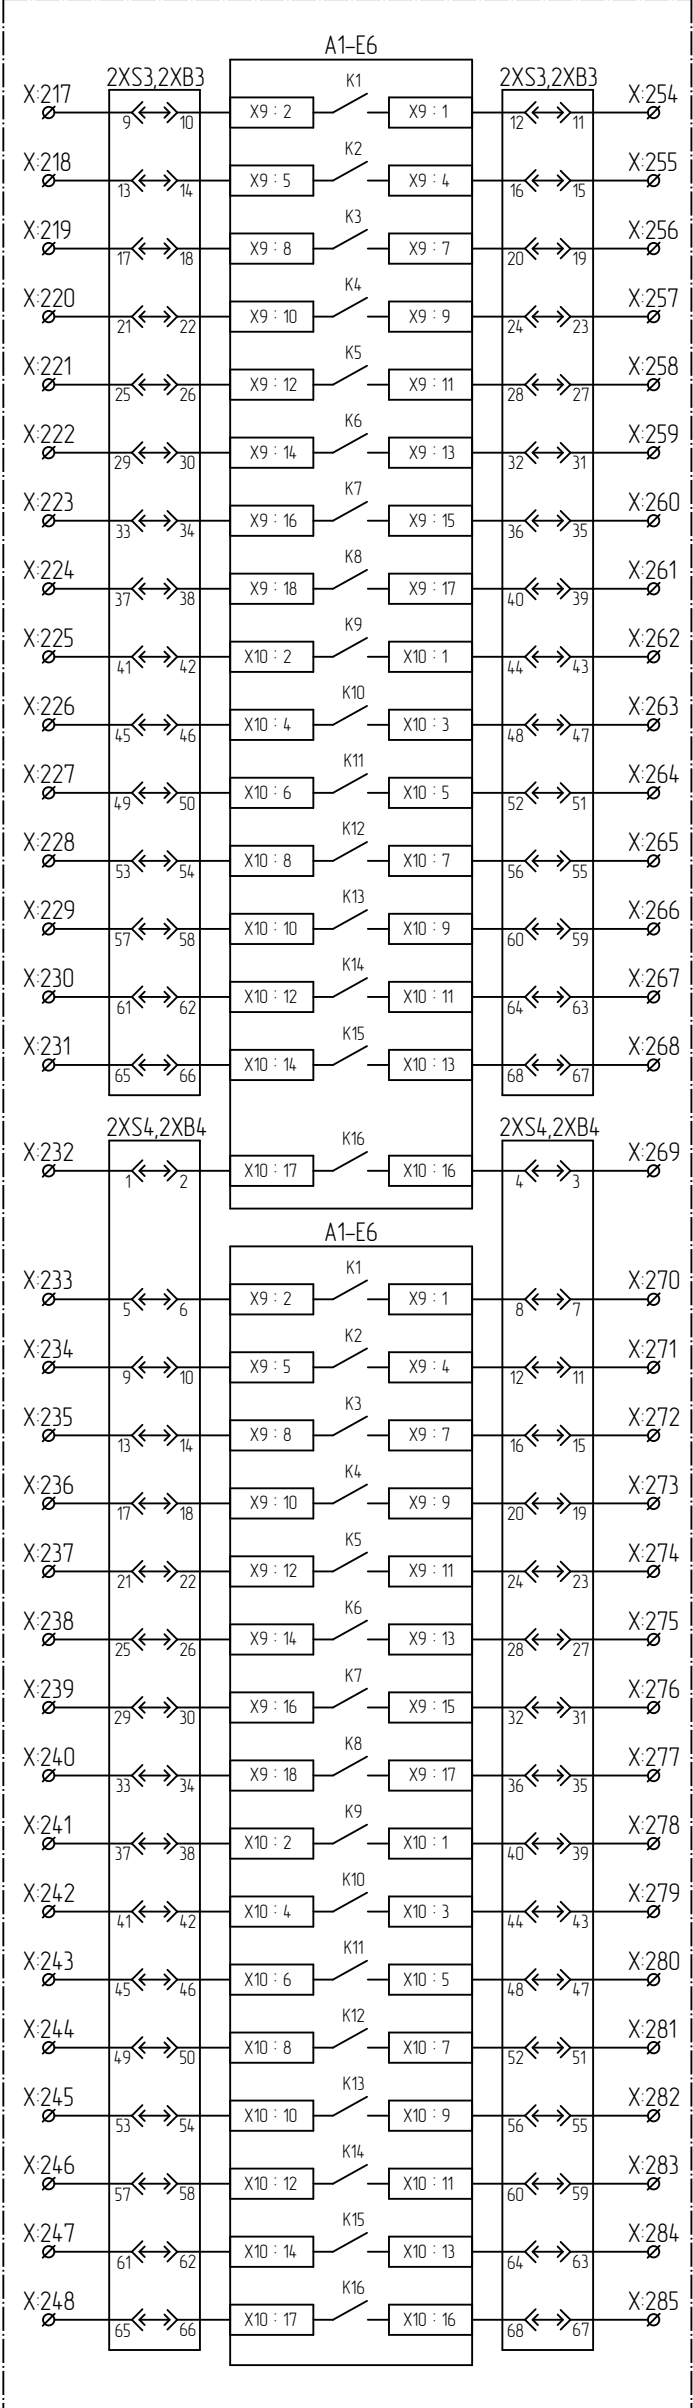 A1-E6
2XS3,2XB3 2XS3,2XB3
X:217 9 10 X9 : 2 K1 X9 : 1 12 11 X:254
X:218 13 14 X9 : 5 K2 X9 : 4 16 15 X:255
X:219 17 18 X9 : 8 K3 X9 : 7 20 19 X:256
X:220 21 22 X9 : 10 K4 X9 : 9 24 23 X:257
X:221 25 26 X9 : 12 K5 X9 : 11 28 27 X:258
X:222 29 30 X9 : 14 K6 X9 : 13 32 31 X:259
X:223 33 34 X9 : 16 K7 X9 : 15 36 35 X:260
X:224 37 38 X9 : 18 K8 X9 : 17 40 39 X:261
X:225 41 42 X10 : 2 K9 X10 : 1 44 43 X:262
X:226 45 46 X10 : 4 K10 X10 : 3 48 47 X:263
X:227 49 50 X10 : 6 K11 X10 : 5 52 51 X:264
X:228 53 54 X10 : 8 K12 X10 : 7 56 55 X:265
X:229 57 58 X10 : 10 K13 X10 : 9 60 59 X:266
X:230 61 62 X10 : 12 K14 X10 : 11 64 63 X:267
X:231 65 66 X10 : 14 K15 X10 : 13 68 67 X:268
2XS4,2XB4 2XS4,2XB4
X:232 1 2 X10 : 17 K16 X10 : 16 4 3 X:269
A1-E6
X:233 5 6 X9 : 2 K1 X9 : 1 8 7 X:270
X:234 9 10 X9 : 5 K2 X9 : 4 12 11 X:271
X:235 13 14 X9 : 8 K3 X9 : 7 16 15 X:272
X:236 17 18 X9 : 10 K4 X9 : 9 20 19 X:273
X:237 21 22 X9 : 12 K5 X9 : 11 24 23 X:274
X:238 25 26 X9 : 14 K6 X9 : 13 28 27 X:275
X:239 29 30 X9 : 16 K7 X9 : 15 32 31 X:276
X:240 33 34 X9 : 18 K8 X9 : 17 36 35 X:277
X:241 37 38 X10 : 2 K9 X10 : 1 40 39 X:278
X:242 41 42 X10 : 4 K10 X10 : 3 44 43 X:279
X:243 45 46 X10 : 6 K11 X10 : 5 48 47 X:280
X:244 49 50 X10 : 8 K12 X10 : 7 52 51 X:281
X:245 53 54 X10 : 10 K13 X10 : 9 56 55 X:282
X:246 57 58 X10 : 12 K14 X10 : 11 60 59 X:283
X:247 61 62 X10 : 14 K15 X10 : 13 64 63 X:284
X:248 65 66 X10 : 17 K16 X10 : 16 68 67 X:285